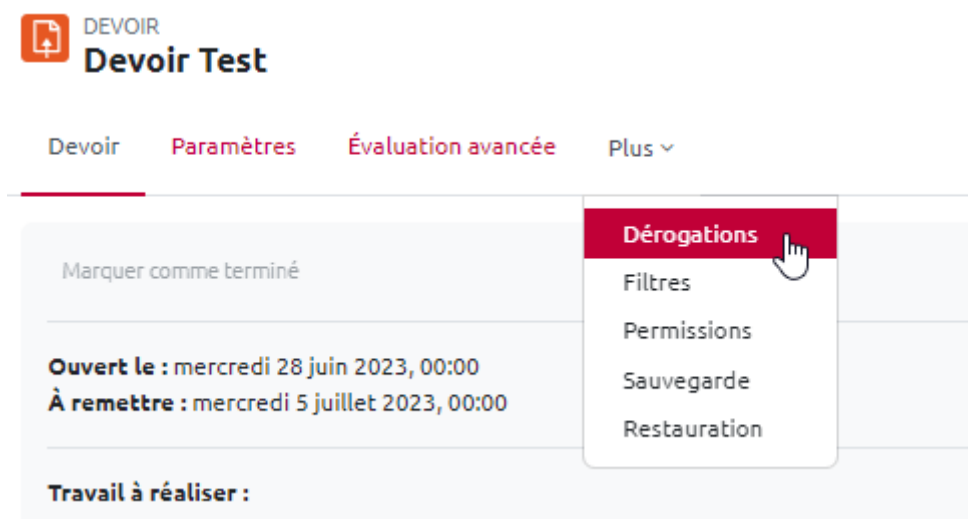 DEVOIR
Devoir Test
Devoir Paramètres Évaluation avancée Plus
Dérogations
Filtres
Permissions
Sauvegarde
Restauration
Marquer comme terminé
Ouvert le : mercredi 28 juin 2023, 00:00
À remettre : mercredi 5 juillet 2023, 00:00
Travail à réaliser :